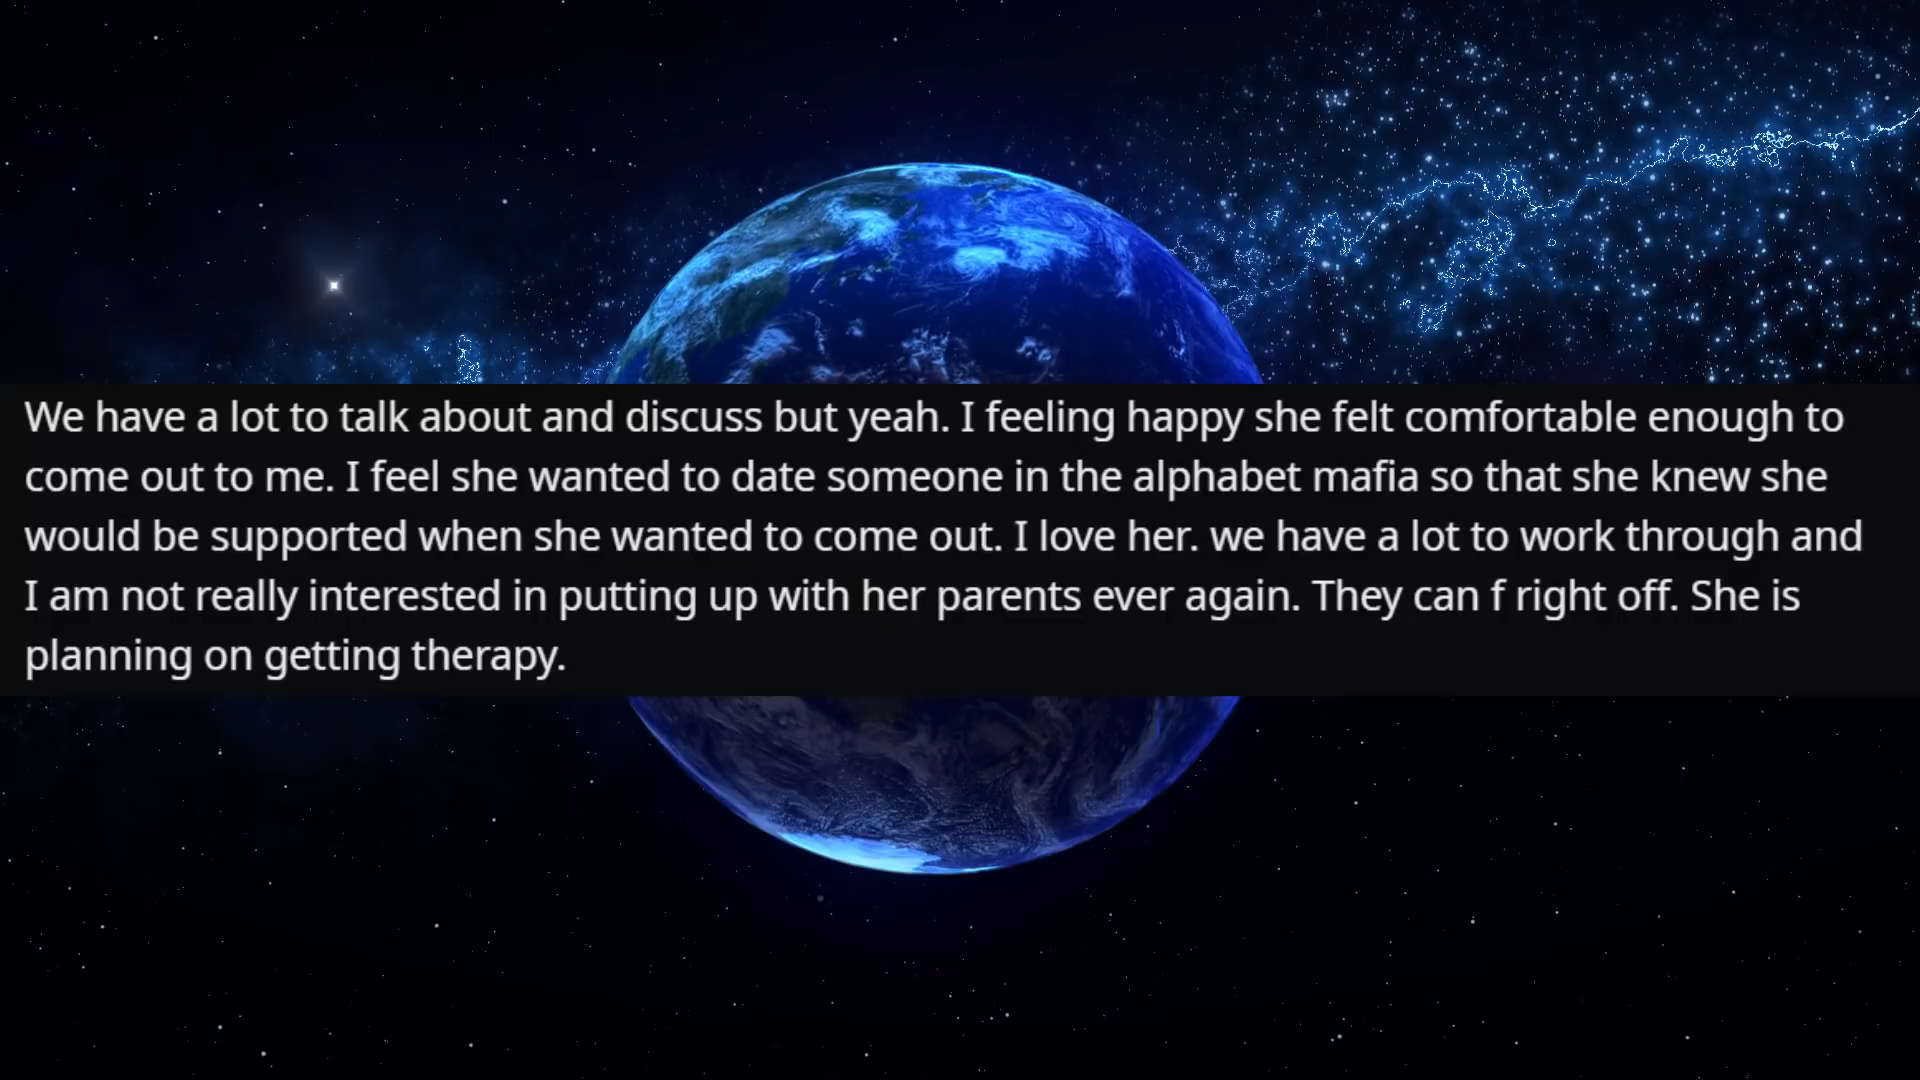 We have a lot to talk about and discuss but yeah. I feeling happy she felt comfortable enough to
come out to me. I feel she wanted to date someone in the alphabet mafia so that she knew she
would be supported when she wanted to come out. I love her. we have a lot to work through and
I am not really interested in putting up with her parents ever again. They can f right off. She is
planning on getting therapy.